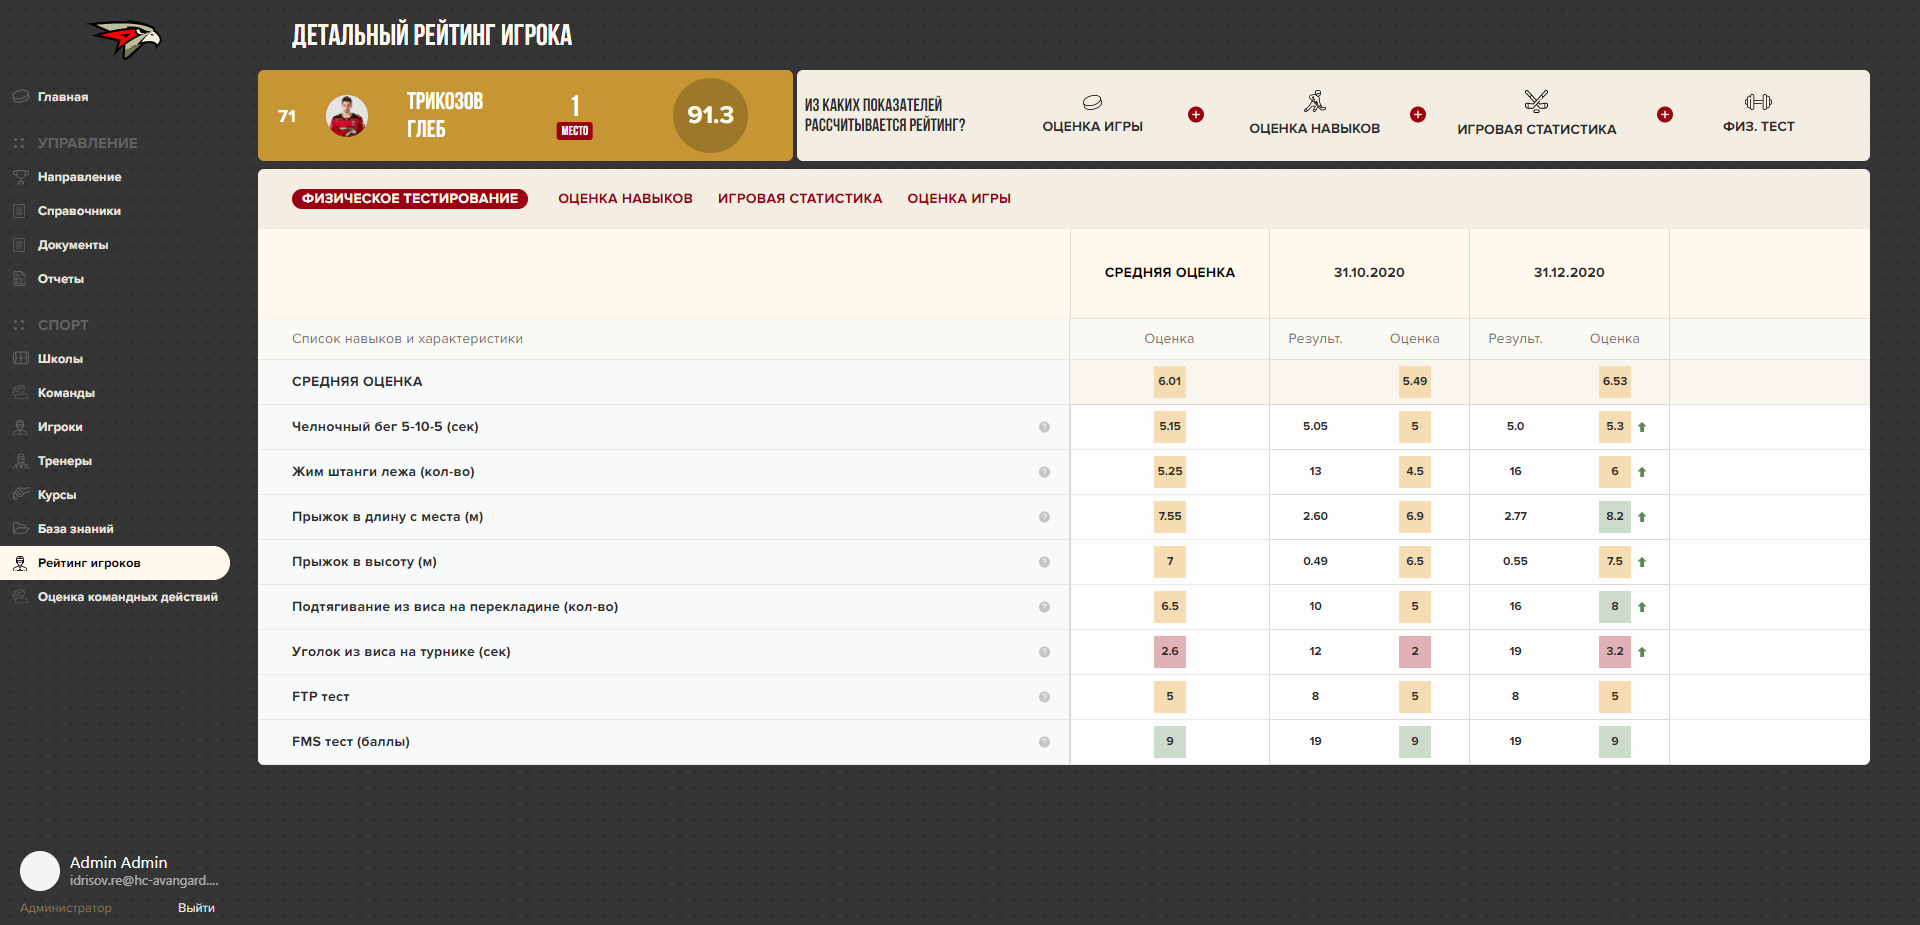 ДЕТАЛЬНЫЙ РЕЙТИНГ ИГРОКА
71
ТРИКОЗОВ
ГЛЕБ
1
МЕСТО
91.3
ИЗ КАКИХ ПОКАЗАТЕЛЕЙ
РАССЧИТЫВАЕТСЯ РЕЙТИНГ?
ОЦЕНКА ИГРЫ
ОЦЕНКА НАВЫКОВ
ИГРОВАЯ СТАТИСТИКА
ФИЗ. ТЕСТ
Главная
УПРАВЛЕНИЕ
Направление
Справочники
Документы
Отчеты
СПОРТ
Школы
Команды
Игроки
Тренеры
Курсы
База знаний
Рейтинг игроков
Оценка командных действий
ФИЗИЧЕСКОЕ ТЕСТИРОВАНИЕ ОЦЕНКА НАВЫКОВ ИГРОВАЯ СТАТИСТИКА ОЦЕНКА ИГРЫ
СРЕДНЯЯ ОЦЕНКА 31.10.2020 31.12.2020
Список навыков и характеристики Оценка Результ. Оценка Результ. Оценка
СРЕДНЯЯ ОЦЕНКА 6.01 5.49 6.53
Челночный бег 5-10-5 (сек) ? 5.15 5.05 5 5.0 5.3
Жим штанги лежа (кол-во) ? 5.25 13 4.5 16 6
Прыжок в длину с места (м) ? 7.55 2.60 6.9 2.77 8.2
Прыжок в высоту (м) ? 7 0.49 6.5 0.55 7.5
Подтягивание из виса на перекладине (кол-во) ? 6.5 10 5 16 8
Уголок из виса на турнике (сек) ? 2.6 12 2 19 3.2
FTP тест ? 5 8 5 8 5
FMS тест (баллы) ? 9 19 9 19 9
Admin Admin
idrisov.re@hc-avangard....
Администратор Выйти